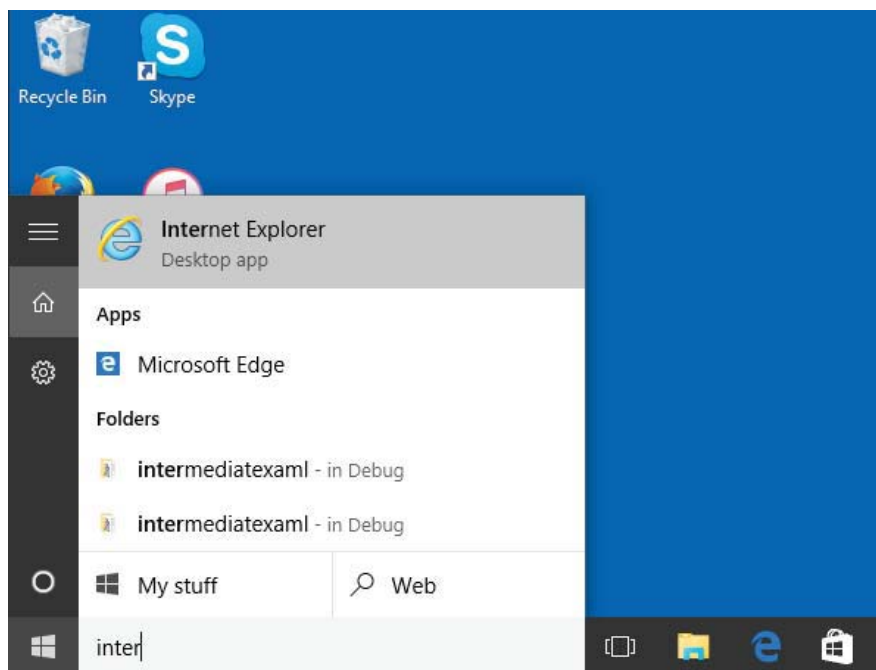 Recycle Bin
Skype
Internet Explorer
Desktop app
Apps
Microsoft Edge
Folders
intermediatexaml - in Debug
intermediatexaml - in Debug
My stuff
Web
inter